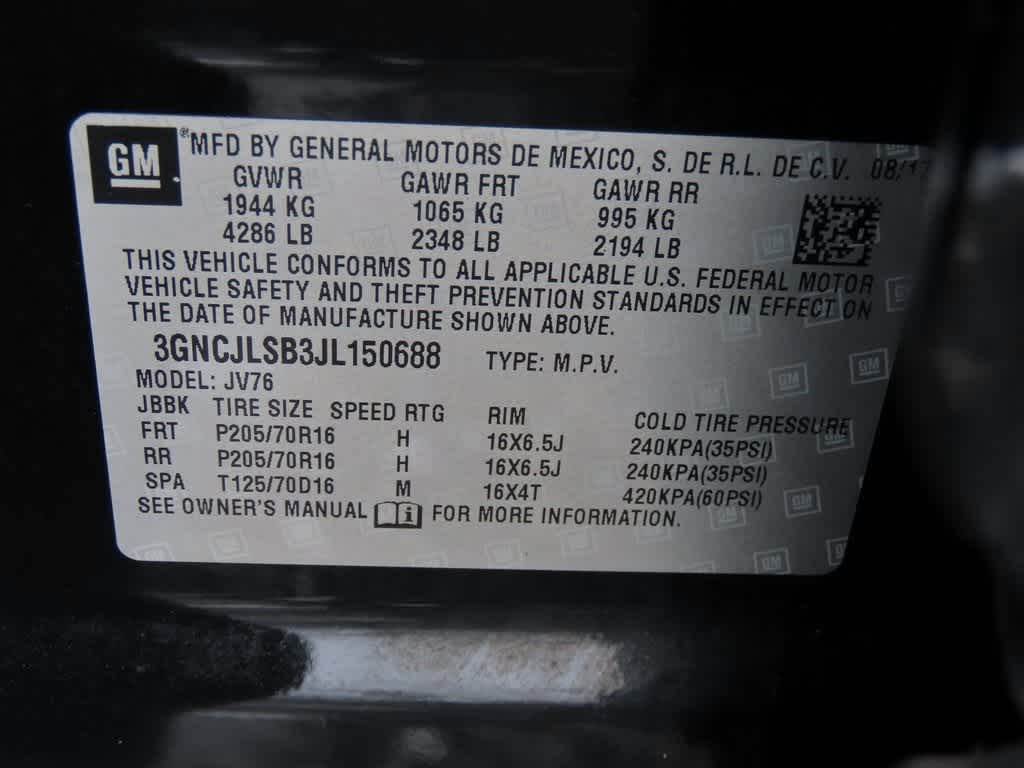 GM ® MFD BY GENERAL MOTORS DE MEXICO, S. DE R.L. DE C.V. 08/17
GVWR GAWR FRT GAWR RR
1944 KG 1065 KG 995 KG
4286 LB 2348 LB 2194 LB
THIS VEHICLE CONFORMS TO ALL APPLICABLE U.S. FEDERAL MOTOR
VEHICLE SAFETY AND THEFT PREVENTION STANDARDS IN EFFECT ON
THE DATE OF MANUFACTURE SHOWN ABOVE.
3GNCJLSB3JL150688 TYPE: M.P.V.
MODEL: JV76
JBBK TIRE SIZE SPEED RTG RIM COLD TIRE PRESSURE
FRT P205/70R16 H 16X6.5J 240KPA(35PSI)
RR P205/70R16 H 16X6.5J 240KPA(35PSI)
SPA T125/70D16 M 16X4T 420KPA(60PSI)
SEE OWNER'S MANUAL i FOR MORE INFORMATION.